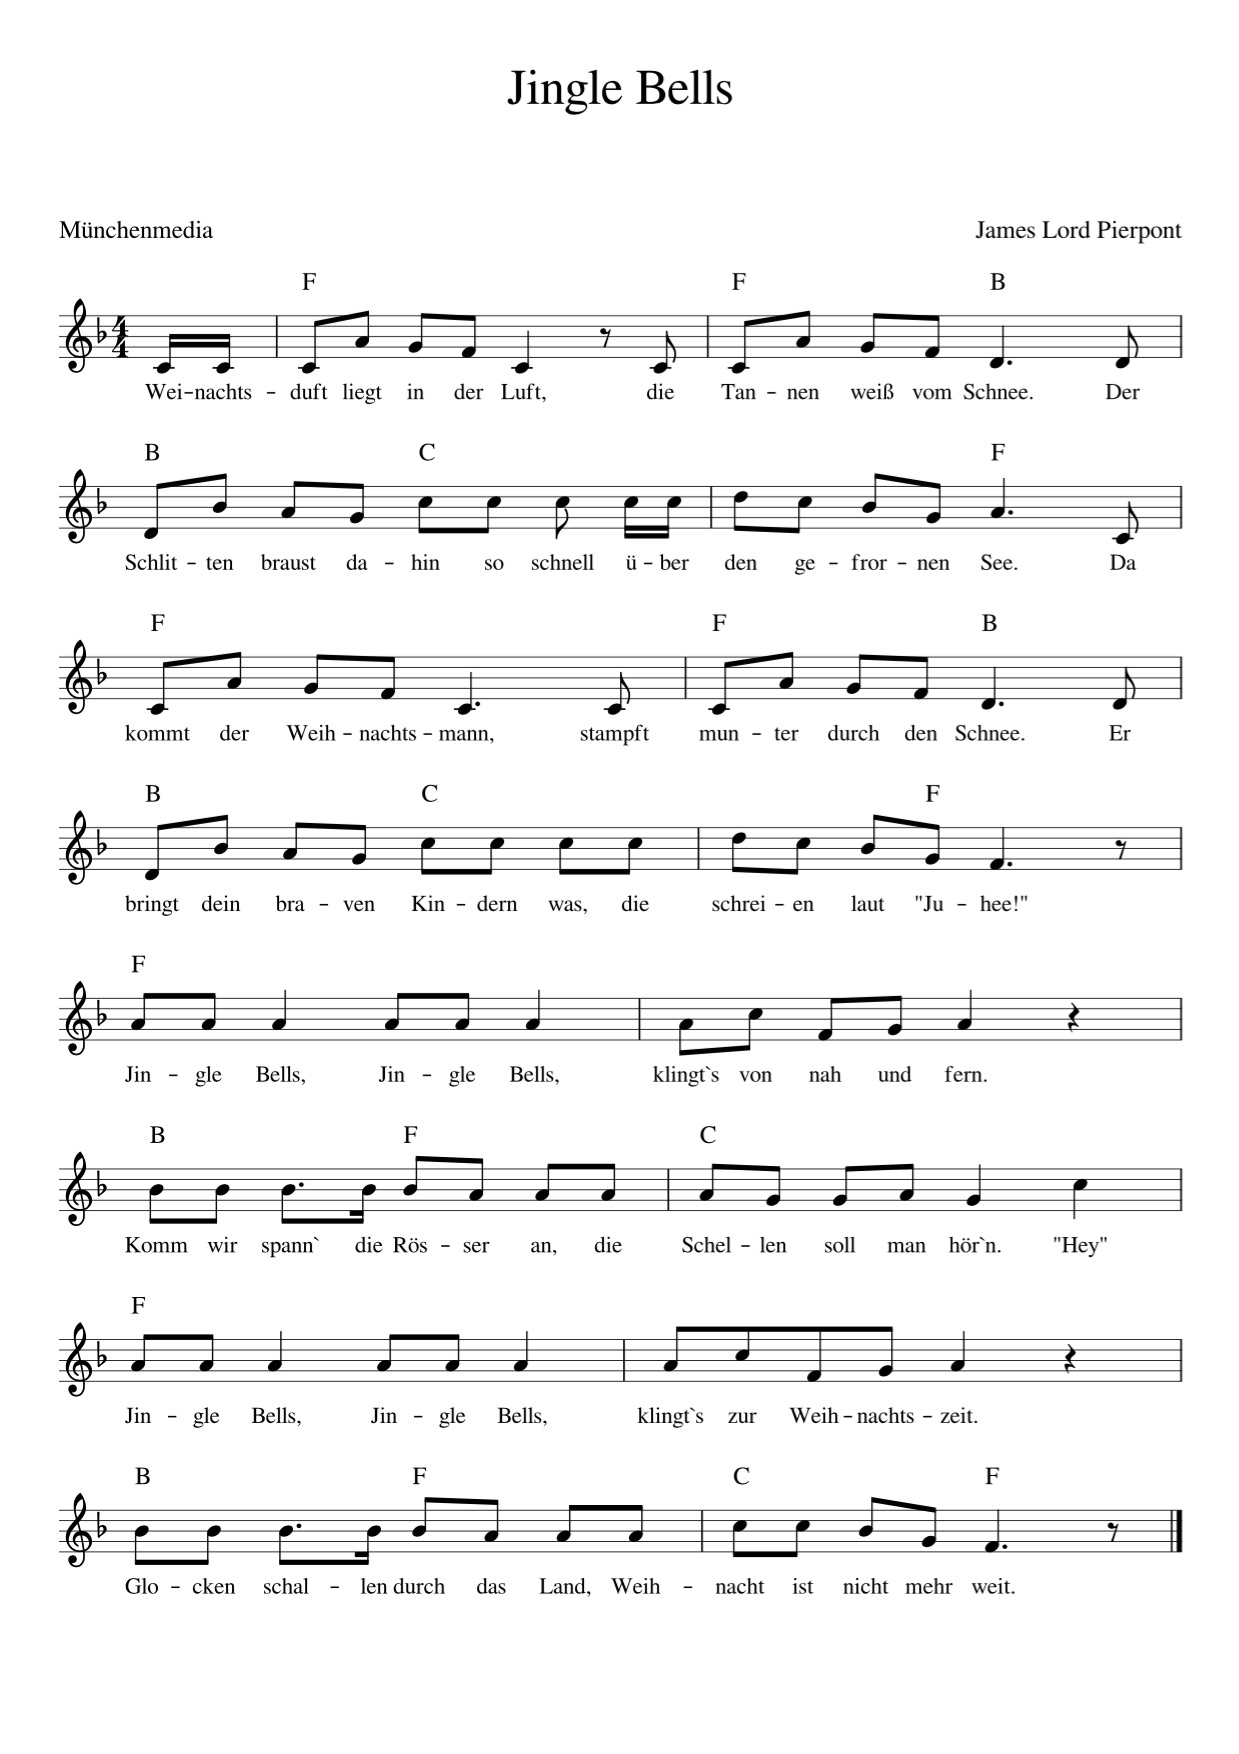 Jingle Bells
Münchenmedia James Lord Pierpont
F F B
4
4
Wei – nachts – duft liegt in der Luft, die Tan – nen weiß vom Schnee. Der
B C F
Schlit – ten braust da – hin so schnell ü – ber den ge – fror – nen See. Da
F F B
kommt der Weih – nachts – mann, stampft mun – ter durch den Schnee. Er
B C F
bringt dein bra – ven Kin – dern was, die schrei – en laut "Ju – hee!"
F
Jin – gle Bells, Jin – gle Bells, klingt`s von nah und fern.
B F C
Komm wir spann` die Rös – ser an, die Schel – len soll man hör`n. "Hey"
F
Jin – gle Bells, Jin – gle Bells, klingt`s zur Weih – nachts – zeit.
B F C F
Glo – cken schal – len durch das Land, Weih – nacht ist nicht mehr weit.